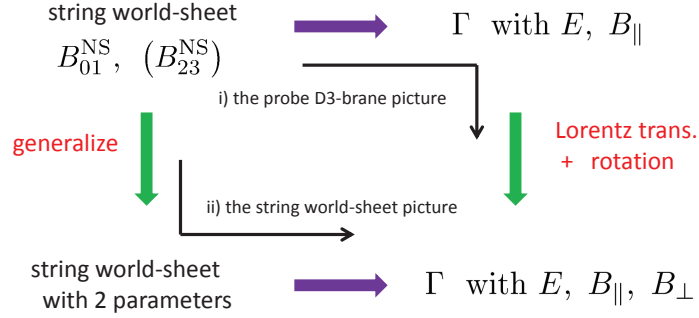 string world-sheet
B_{01}^{NS}, (B_{23}^{NS})
Γ with E, B_∥
i) the probe D3-brane picture
generalize
Lorentz trans.
+ rotation
ii) the string world-sheet picture
string world-sheet
with 2 parameters
Γ with E, B_∥, B_⊥